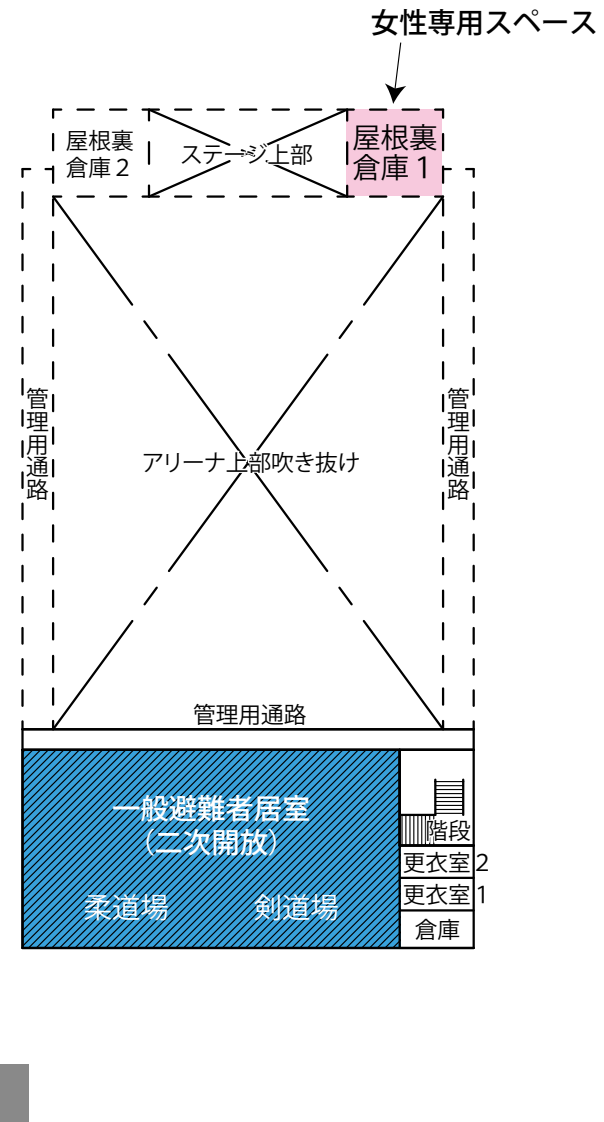 女性専用スペース
屋根裏
倉庫2
ステージ上部
屋根裏
倉庫1
管理用通路
管理用通路
アリーナ上部吹き抜け
管理用通路
一般避難者居室
(二次開放)
柔道場
剣道場
階段
更衣室2
更衣室1
倉庫